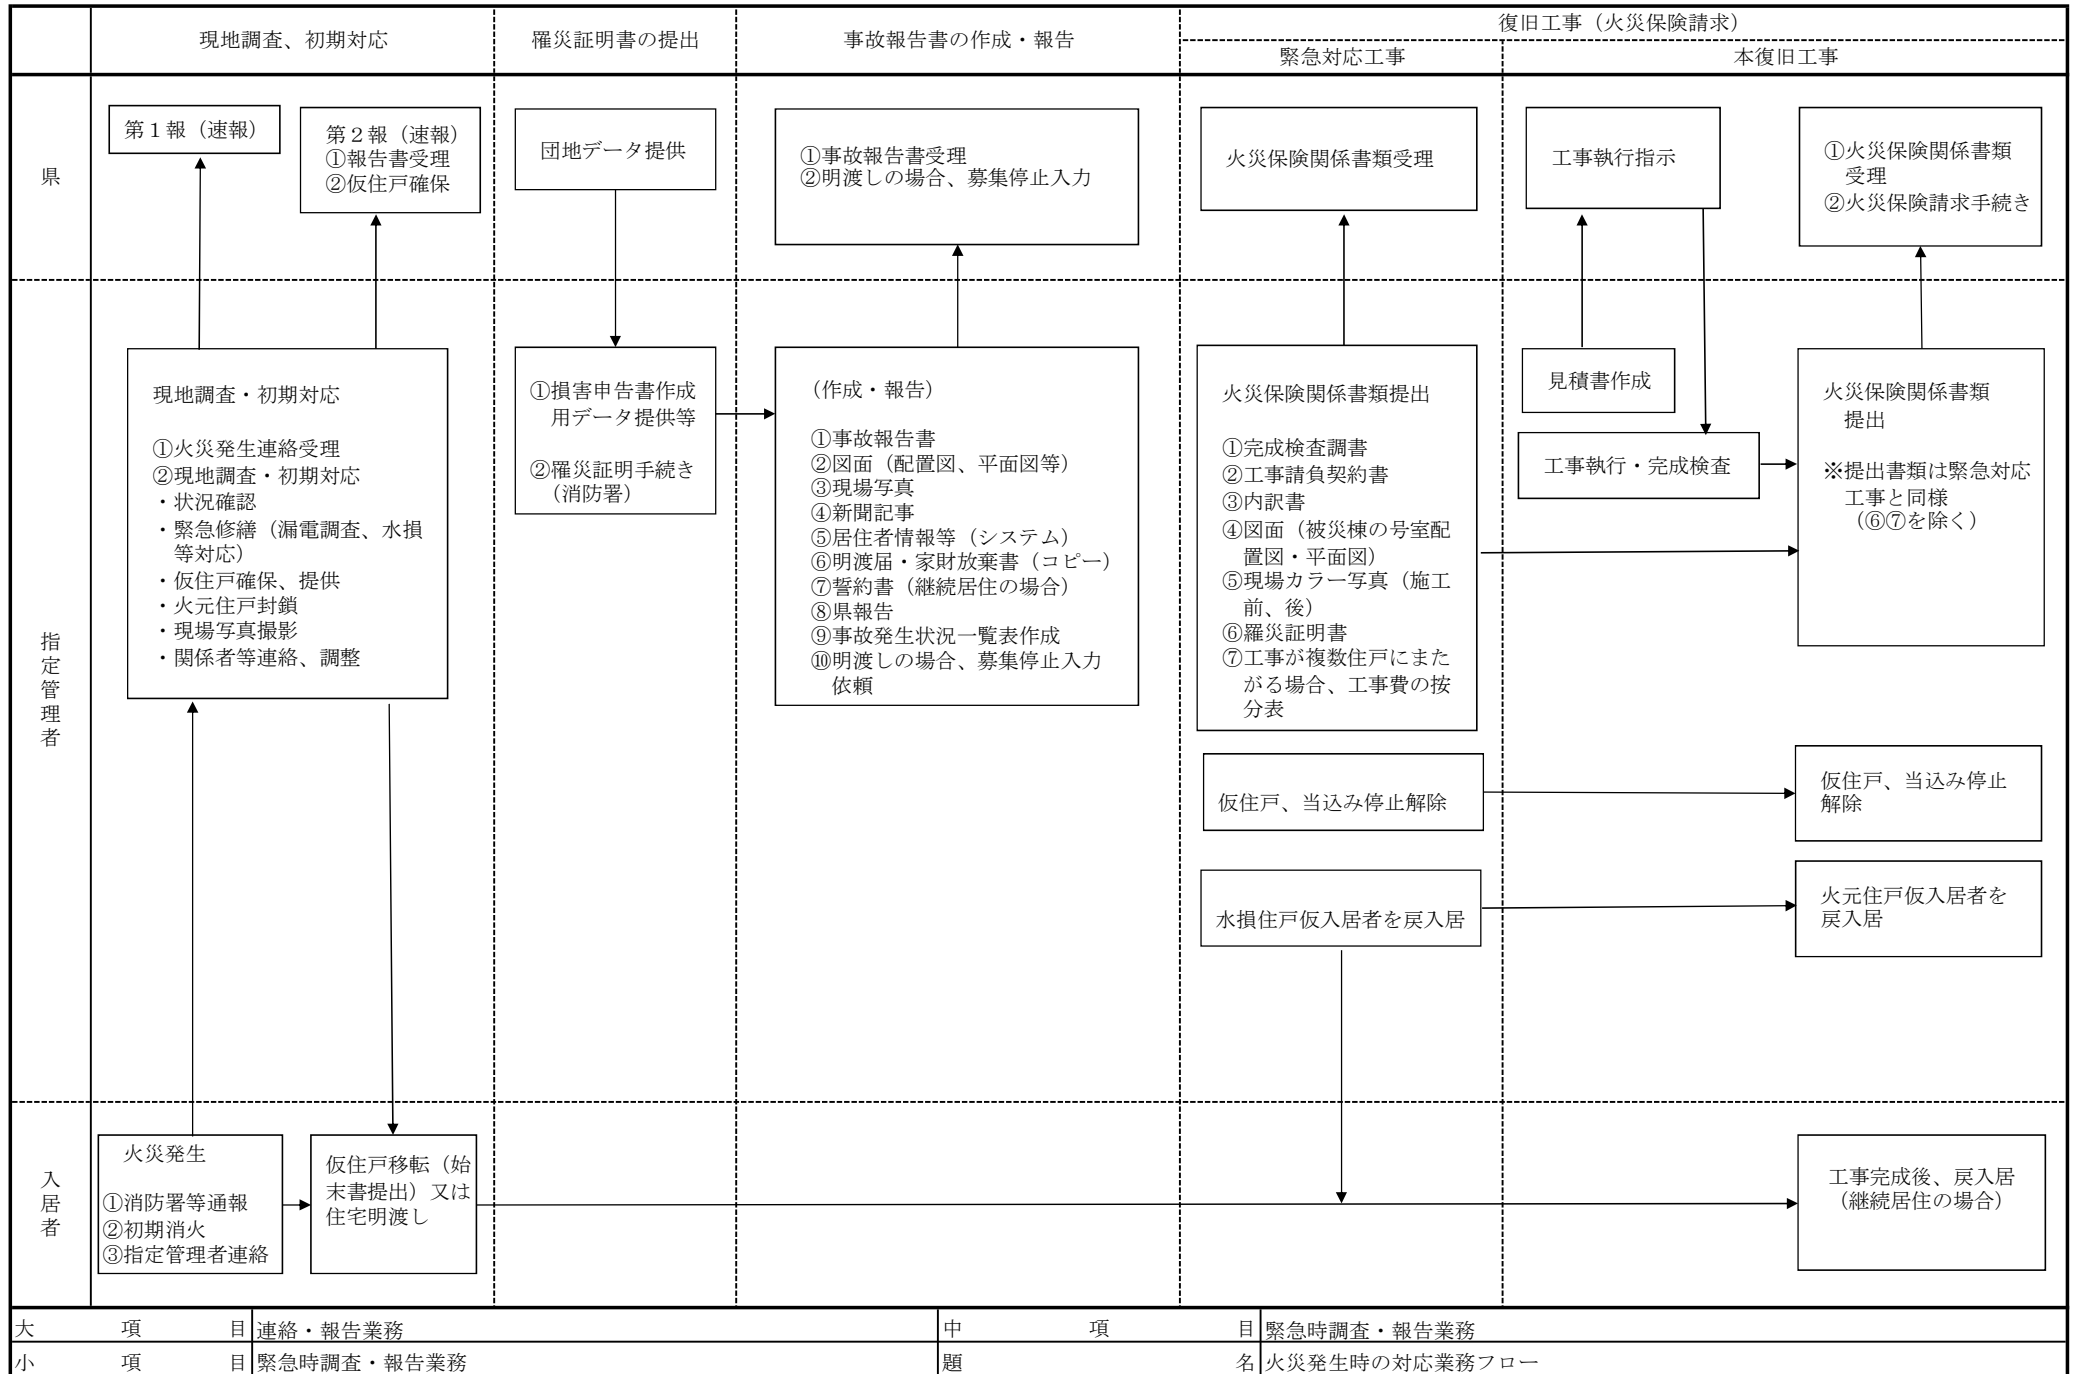 現地調査、初期対応
罹災証明書の提出
事故報告書の作成・報告
復旧工事（火災保険請求）
緊急対応工事
本復旧工事
県
第１報（速報）
第２報（速報）
①報告書受理
②仮住戸確保
団地データ提供
①事故報告書受理
②明渡しの場合、募集停止入力
火災保険関係書類受理
工事執行指示
①火災保険関係書類
受理
②火災保険請求手続き
指定管理者
現地調査・初期対応
①火災発生連絡受理
②現地調査・初期対応
・状況確認
・緊急修繕（漏電調査、水損
等対応）
・仮住戸確保、提供
・火元住戸封鎖
・現場写真撮影
・関係者等連絡、調整
①損害申告書作成
用データ提供等
②罹災証明手続き
（消防署）
（作成・報告）
①事故報告書
②図面（配置図、平面図等）
③現場写真
④新聞記事
⑤居住者情報等（システム）
⑥明渡届・家財放棄書（コピー）
⑦誓約書（継続居住の場合）
⑧県報告
⑨事故発生状況一覧表作成
⑩明渡しの場合、募集停止入力
依頼
火災保険関係書類提出
①完成検査調書
②工事請負契約書
③内訳書
④図面（被災棟の号室配
置図・平面図）
⑤現場カラー写真（施工
前、後）
⑥羅災証明書
⑦工事が複数住戸にまた
がる場合、工事費の按
分表
見積書作成
工事執行・完成検査
火災保険関係書類
提出
※提出書類は緊急対応
工事と同様
（⑥⑦を除く）
仮住戸、当込み停止解除
仮住戸、当込み停止
解除
水損住戸仮入居者を戻入居
火元住戸仮入居者を
戻入居
入居者
火災発生
①消防署等通報
②初期消火
③指定管理者連絡
仮住戸移転（始
末書提出）又は
住宅明渡し
工事完成後、戻入居
（継続居住の場合）
大項目 連絡・報告業務 中項目 緊急時調査・報告業務
小項目 緊急時調査・報告業務 題名 火災発生時の対応業務フロー